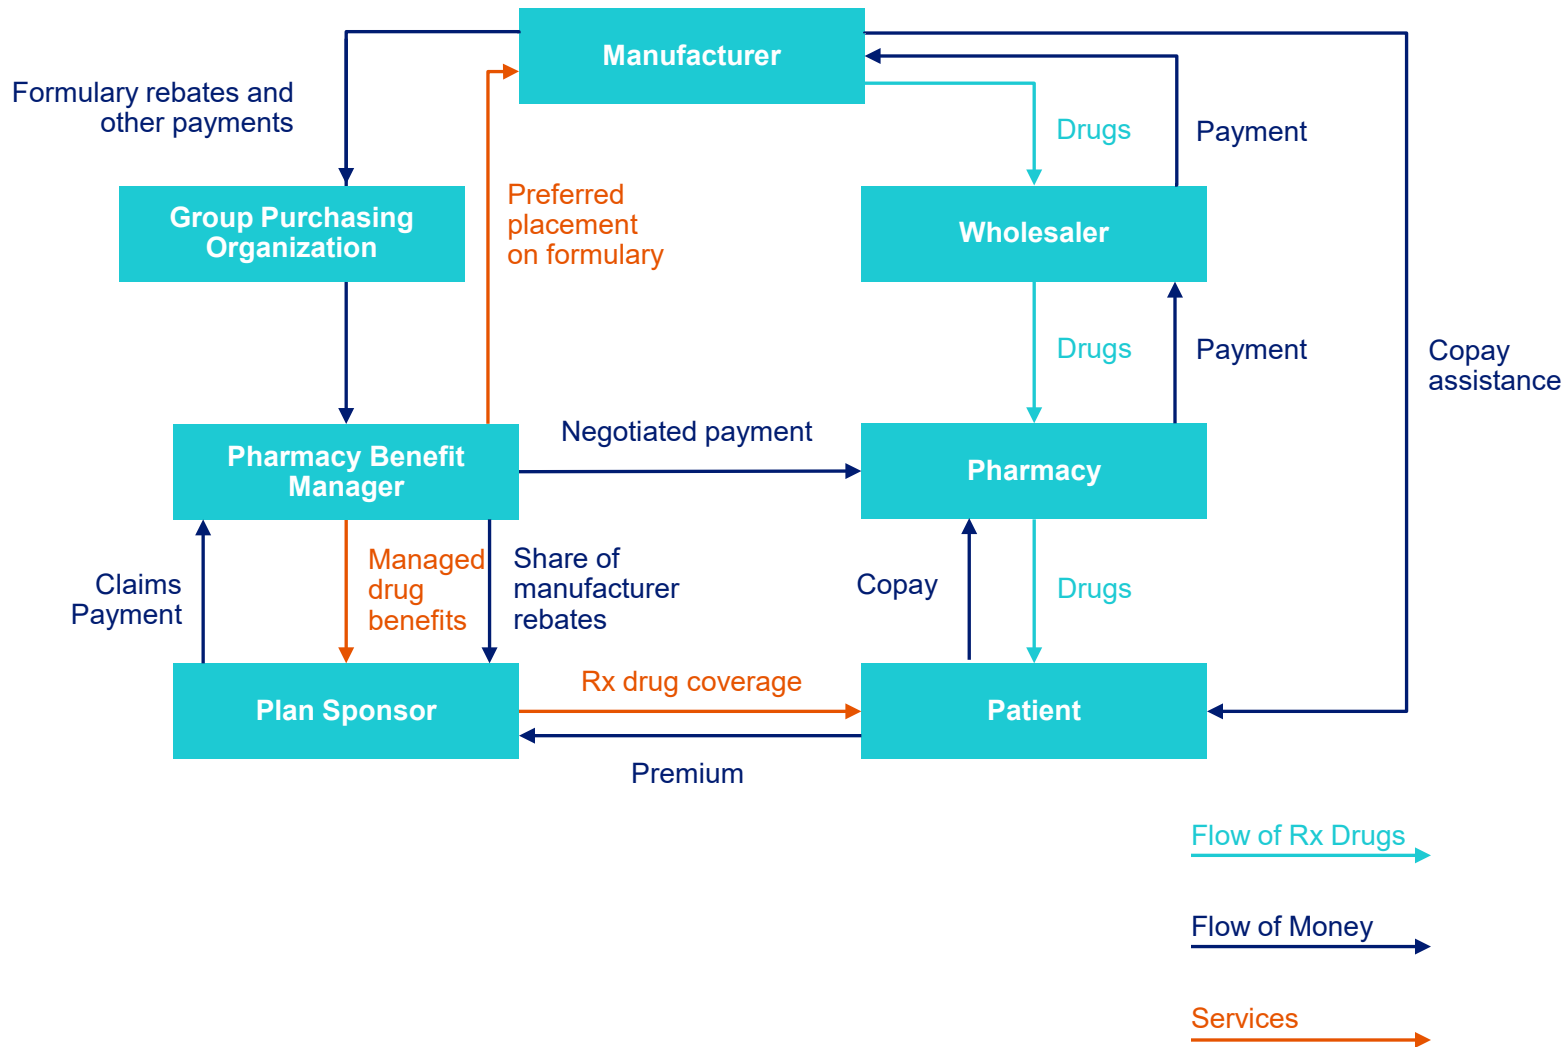 Manufacturer
Formulary rebates and
other payments
Drugs
Payment
Group Purchasing
Organization
Preferred
placement
on formulary
Wholesaler
Drugs
Payment
Copay
assistance
Pharmacy Benefit
Manager
Negotiated payment
Pharmacy
Claims
Payment
Managed
drug
benefits
Share of
manufacturer
rebates
Copay
Drugs
Plan Sponsor
Rx drug coverage
Patient
Premium
Flow of Rx Drugs
Flow of Money
Services